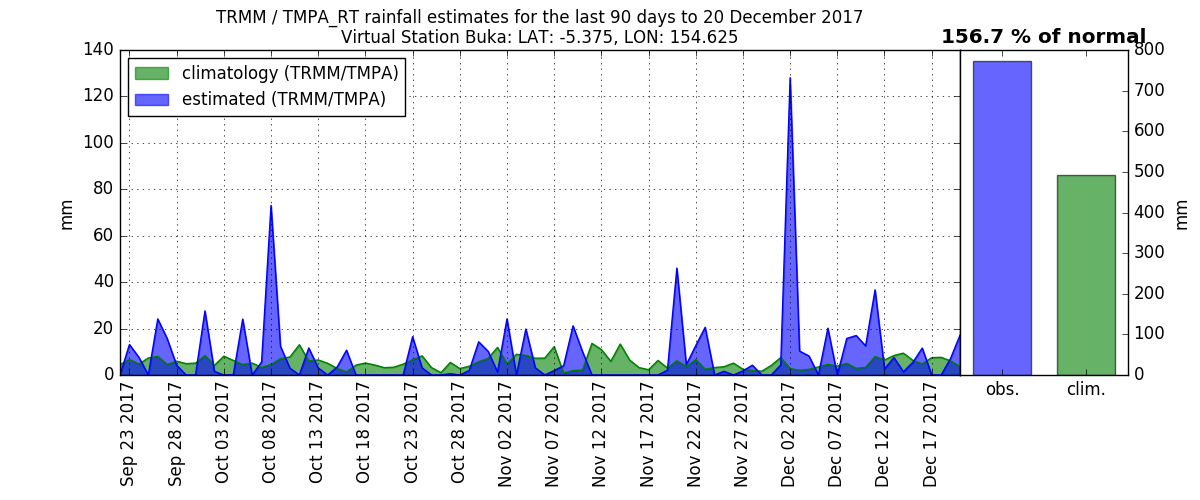 TRMM / TMPA_RT rainfall estimates for the last 90 days to 20 December 2017
Virtual Station Buka: LAT: -5.375, LON: 154.625
156.7 % of normal
climatology (TRMM/TMPA)
estimated (TRMM/TMPA)
140
120
100
80
60
40
20
0
mm
Sep 23 2017
Sep 28 2017
Oct 03 2017
Oct 08 2017
Oct 13 2017
Oct 18 2017
Oct 23 2017
Oct 28 2017
Nov 02 2017
Nov 07 2017
Nov 12 2017
Nov 17 2017
Nov 22 2017
Nov 27 2017
Dec 02 2017
Dec 07 2017
Dec 12 2017
Dec 17 2017
800
700
600
500
400
300
200
100
0
mm
obs.
clim.